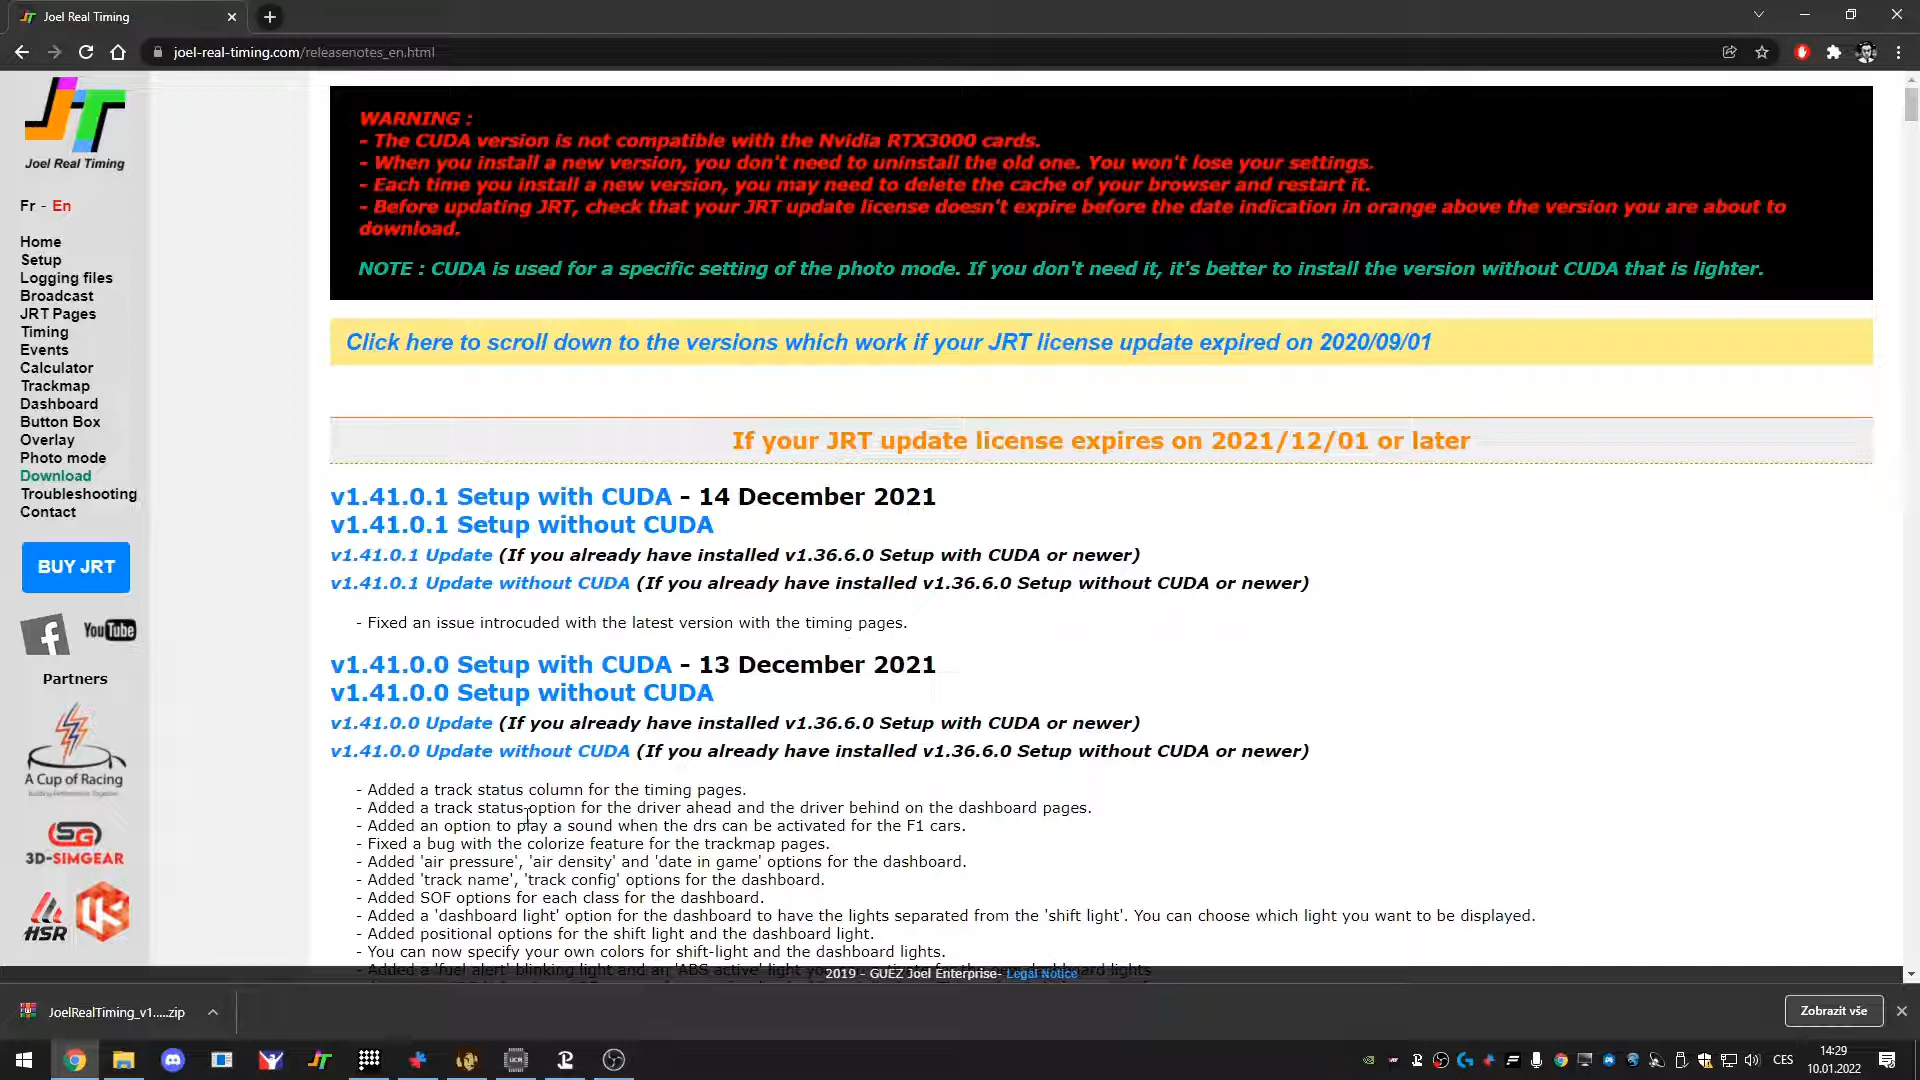 Joel Real Timing
joel-real-timing.com/releasenotes_en.html
JT
Joel Real Timing
Fr - En
Home
Setup
Logging files
Broadcast
JRT Pages
Timing
Events
Calculator
Trackmap
Dashboard
Button Box
Overlay
Photo mode
Download
Troubleshooting
Contact
BUY JRT
f YouTube
Partners
A Cup of Racing
SG
3D-SIMGEAR
HSR
WARNING :
- The CUDA version is not compatible with the Nvidia RTX3000 cards.
- When you install a new version, you don't need to uninstall the old one. You won't lose your settings.
- Each time you install a new version, you may need to delete the cache of your browser and restart it.
- Before updating JRT, check that your JRT update license doesn't expire before the date indication in orange above the version you are about to
download.
NOTE : CUDA is used for a specific setting of the photo mode. If you don't need it, it's better to install the version without CUDA that is lighter.
Click here to scroll down to the versions which work if your JRT license update expired on 2020/09/01
If your JRT update license expires on 2021/12/01 or later
v1.41.0.1 Setup with CUDA - 14 December 2021
v1.41.0.1 Setup without CUDA
v1.41.0.1 Update (If you already have installed v1.36.6.0 Setup with CUDA or newer)
v1.41.0.1 Update without CUDA (If you already have installed v1.36.6.0 Setup without CUDA or newer)
- Fixed an issue introcuded with the latest version with the timing pages.
v1.41.0.0 Setup with CUDA - 13 December 2021
v1.41.0.0 Setup without CUDA
v1.41.0.0 Update (If you already have installed v1.36.6.0 Setup with CUDA or newer)
v1.41.0.0 Update without CUDA (If you already have installed v1.36.6.0 Setup without CUDA or newer)
- Added a track status column for the timing pages.
- Added a track status option for the driver ahead and the driver behind on the dashboard pages.
- Added an option to play a sound when the drs can be activated for the F1 cars.
- Fixed a bug with the colorize feature for the trackmap pages.
- Added 'air pressure', 'air density' and 'date in game' options for the dashboard.
- Added 'track name', 'track config' options for the dashboard.
- Added SOF options for each class for the dashboard.
- Added a 'dashboard light' option for the dashboard to have the lights separated from the 'shift light'. You can choose which light you want to be displayed.
- Added positional options for the shift light and the dashboard light.
- You can now specify your own colors for shift-light and the dashboard lights.
- Added a 'fuel alert' blinking light and an 'ABS active' light
2019 - GUEZ Joel Enterprise- Legal Notice
JoelRealTiming_v1.....zip
Zobrazit vše
CES
14:29
10.01.2022